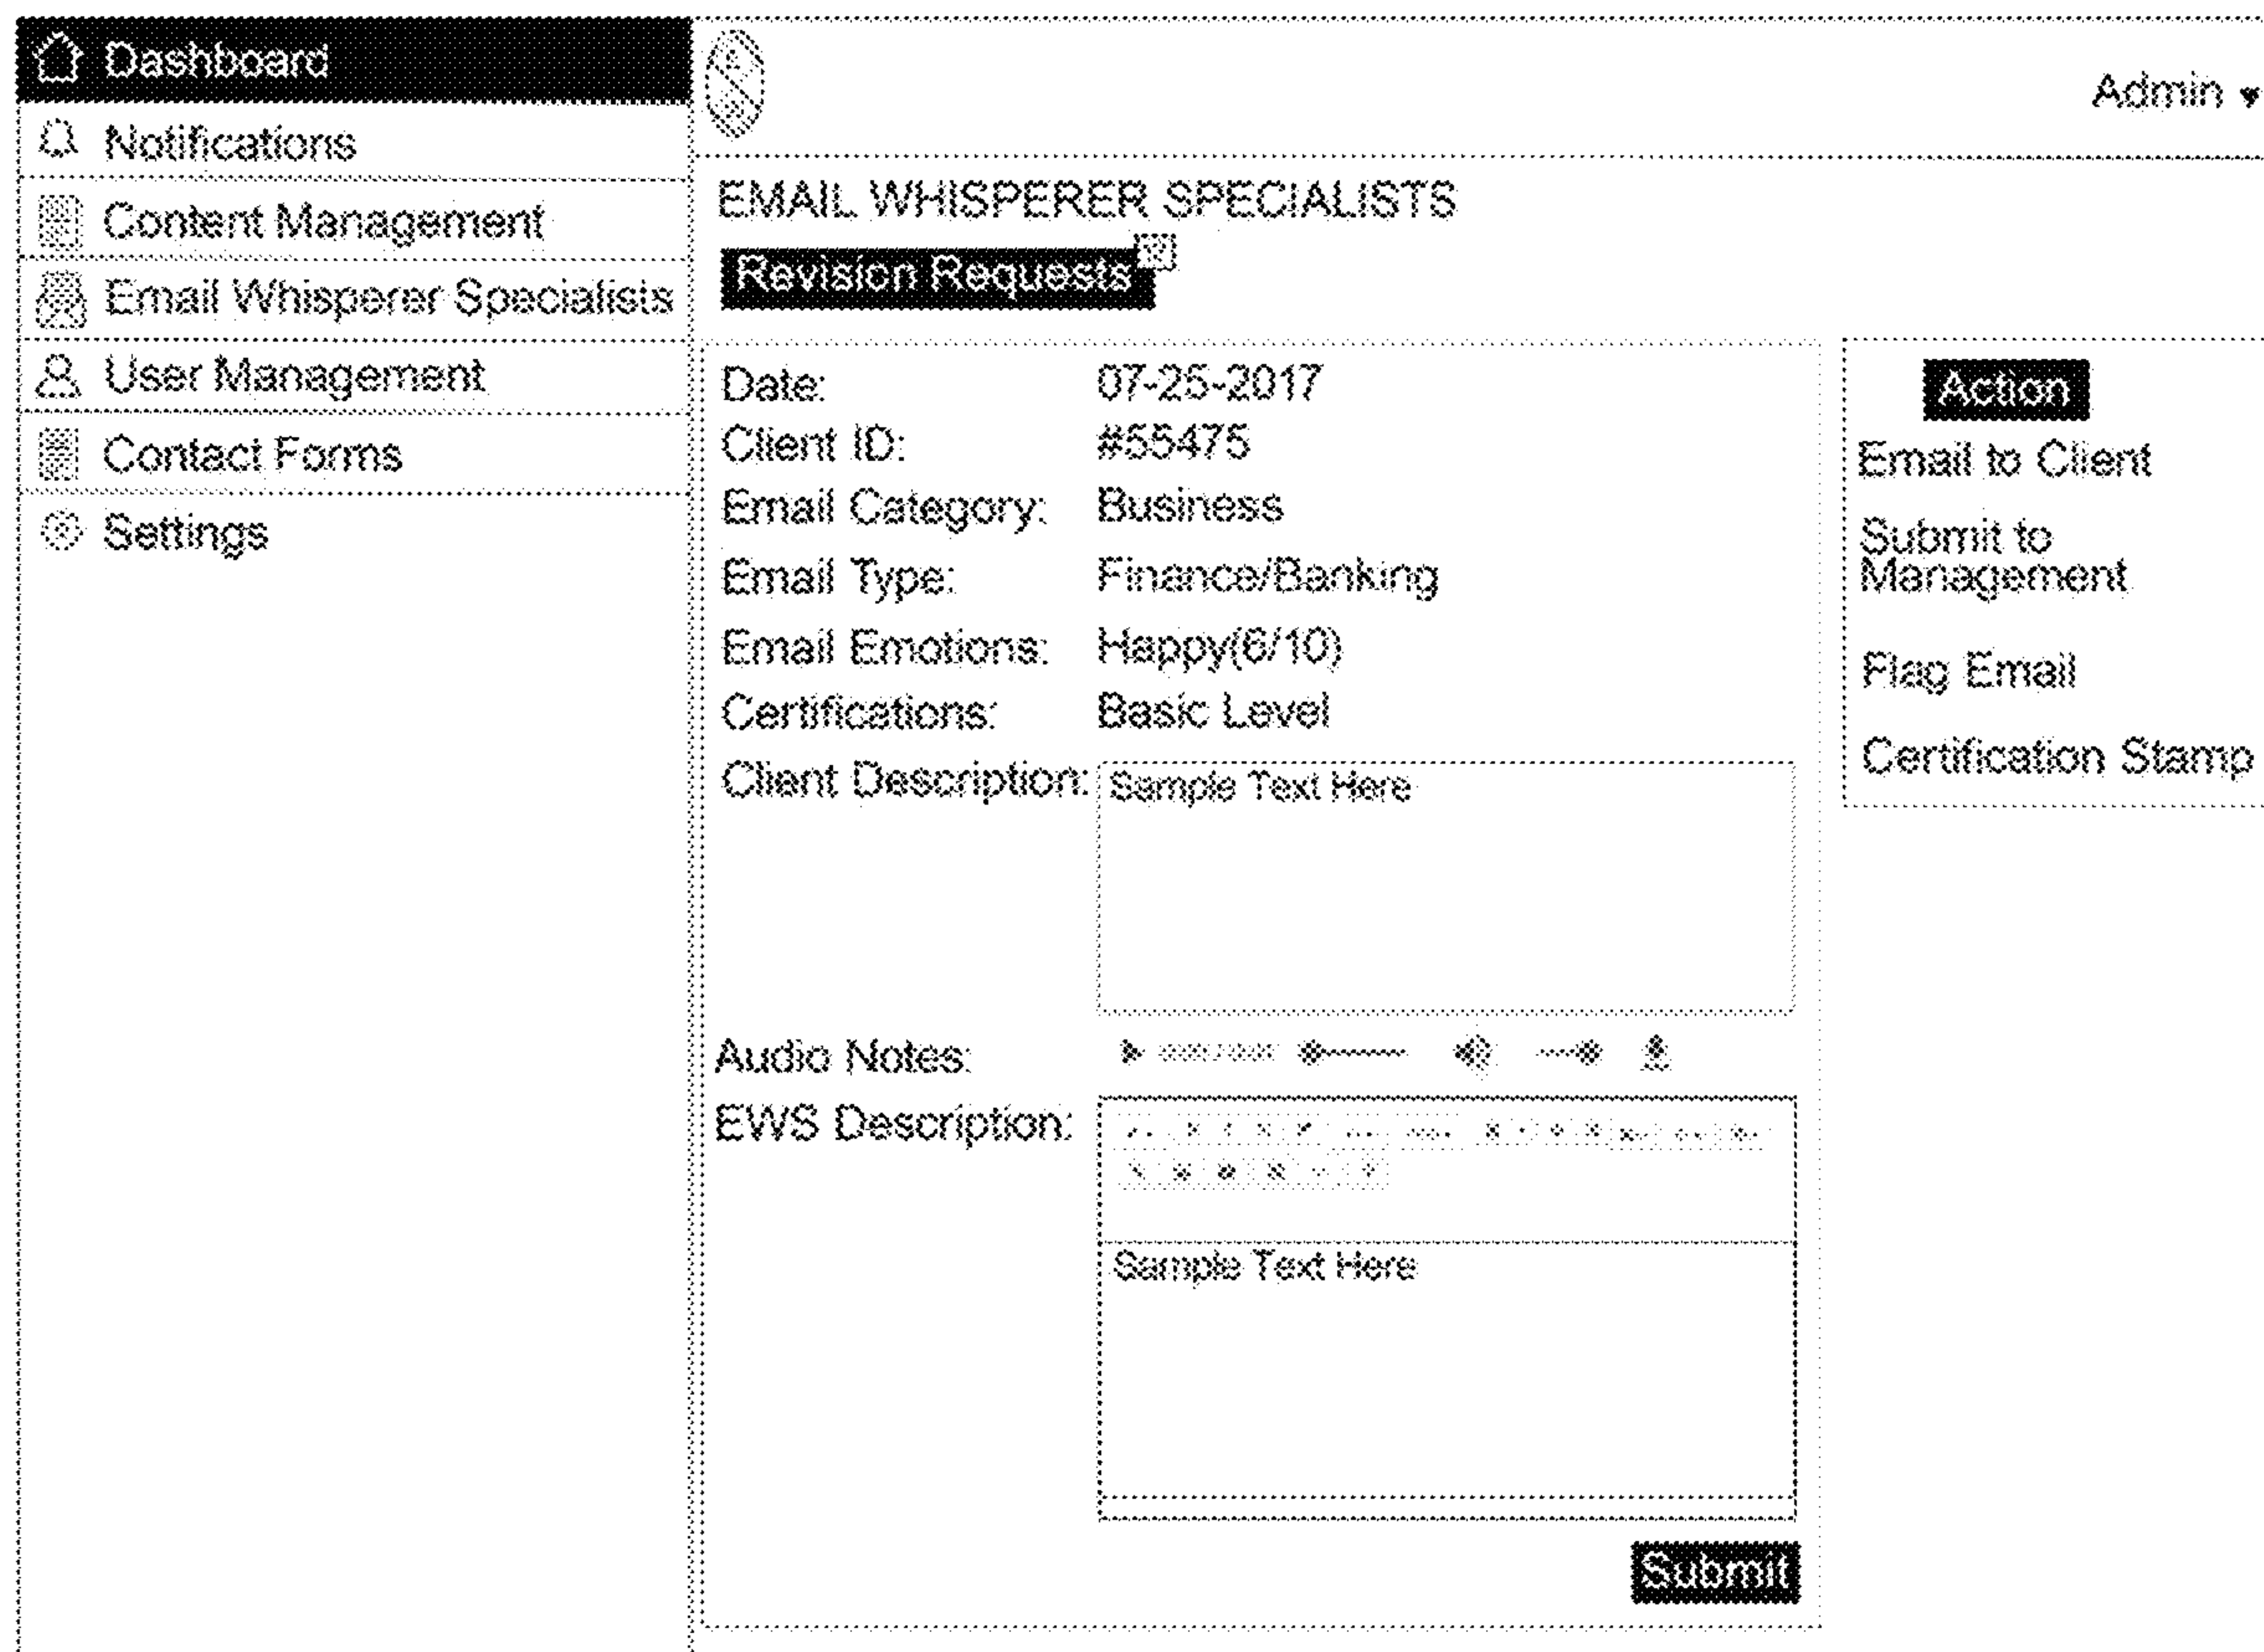 Dashboard
Notifications
Content Management
Email Whisperer Specialists
User Management
Contact Forms
Settings
Admin
EMAIL WHISPERER SPECIALISTS
Revision Requests
Date: 07-25-2017
Client ID: #55475
Email Category: Business
Email Type: Finance/Banking
Email Emotions: Happy(6/10)
Certifications: Basic Level
Client Description: Sample Text Here
Audio Notes:
EWS Description:
Sample Text Here
Submit
Action
Email to Client
Submit to
Management
Flag Email
Certification Stamp